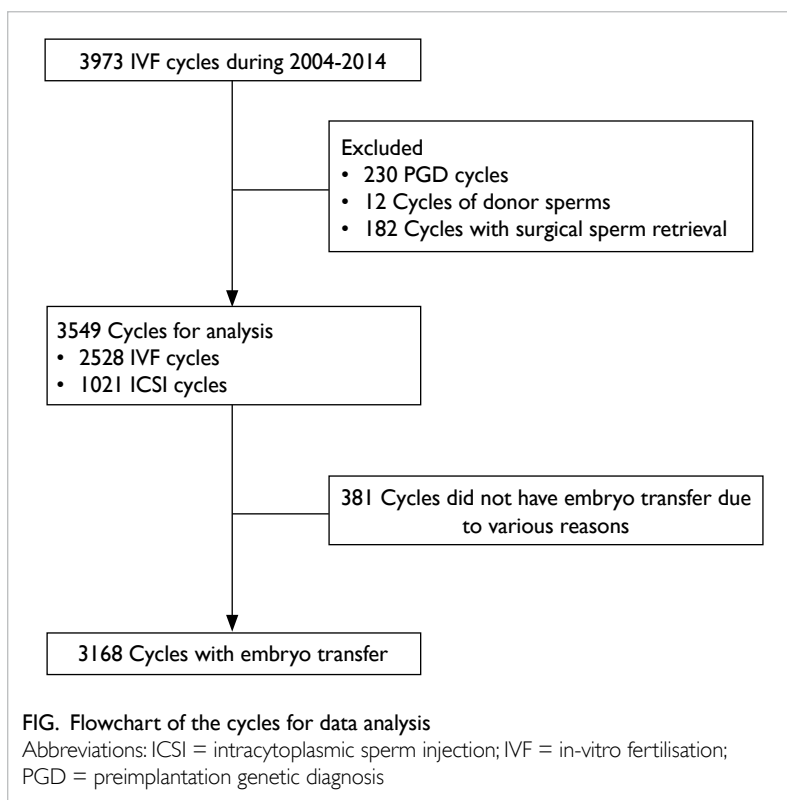 3973 IVF cycles during 2004-2014
Excluded
• 230 PGD cycles
• 12 Cycles of donor sperms
• 182 Cycles with surgical sperm retrieval
3549 Cycles for analysis
• 2528 IVF cycles
• 1021 ICSI cycles
381 Cycles did not have embryo transfer due
to various reasons
3168 Cycles with embryo transfer
FIG. Flowchart of the cycles for data analysis
Abbreviations: ICSI = intracytoplasmic sperm injection; IVF = in-vitro fertilisation;
PGD = preimplantation genetic diagnosis